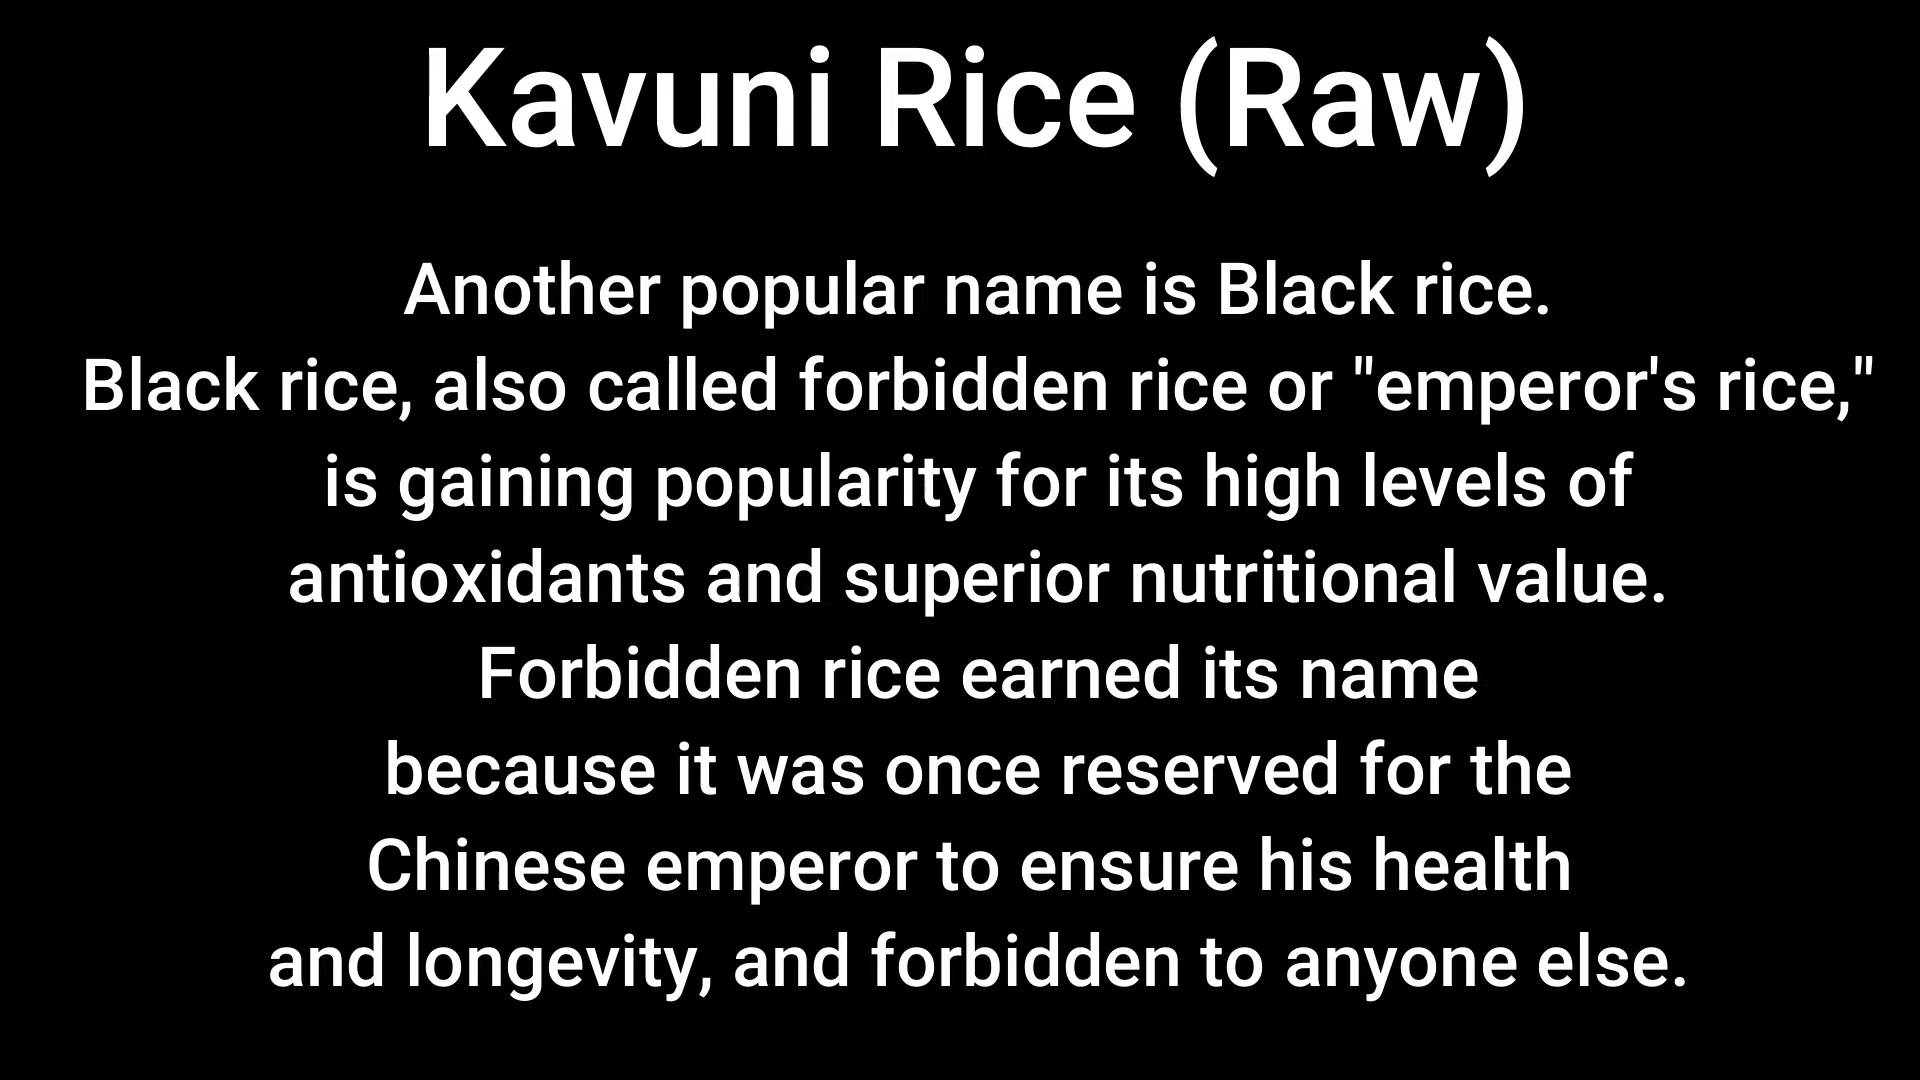 Kavuni Rice (Raw)
Another popular name is Black rice.
Black rice, also called forbidden rice or "emperor's rice,"
is gaining popularity for its high levels of
antioxidants and superior nutritional value.
Forbidden rice earned its name
because it was once reserved for the
Chinese emperor to ensure his health
and longevity, and forbidden to anyone else.